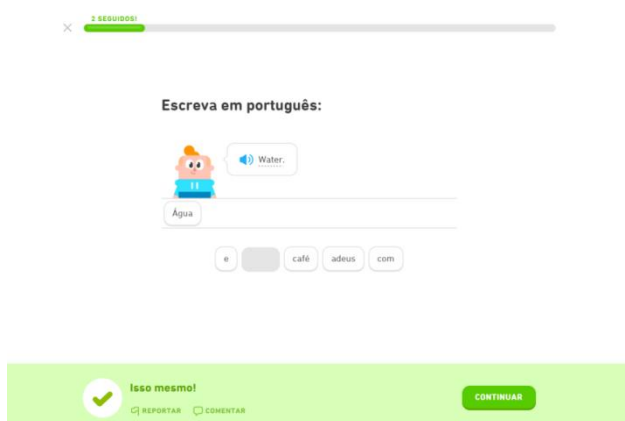 2 SEGUIDOS!
Escreva em português:
Water.
Água
e café adeus com
Isso mesmo!
REPORTAR COMENTAR
CONTINUAR